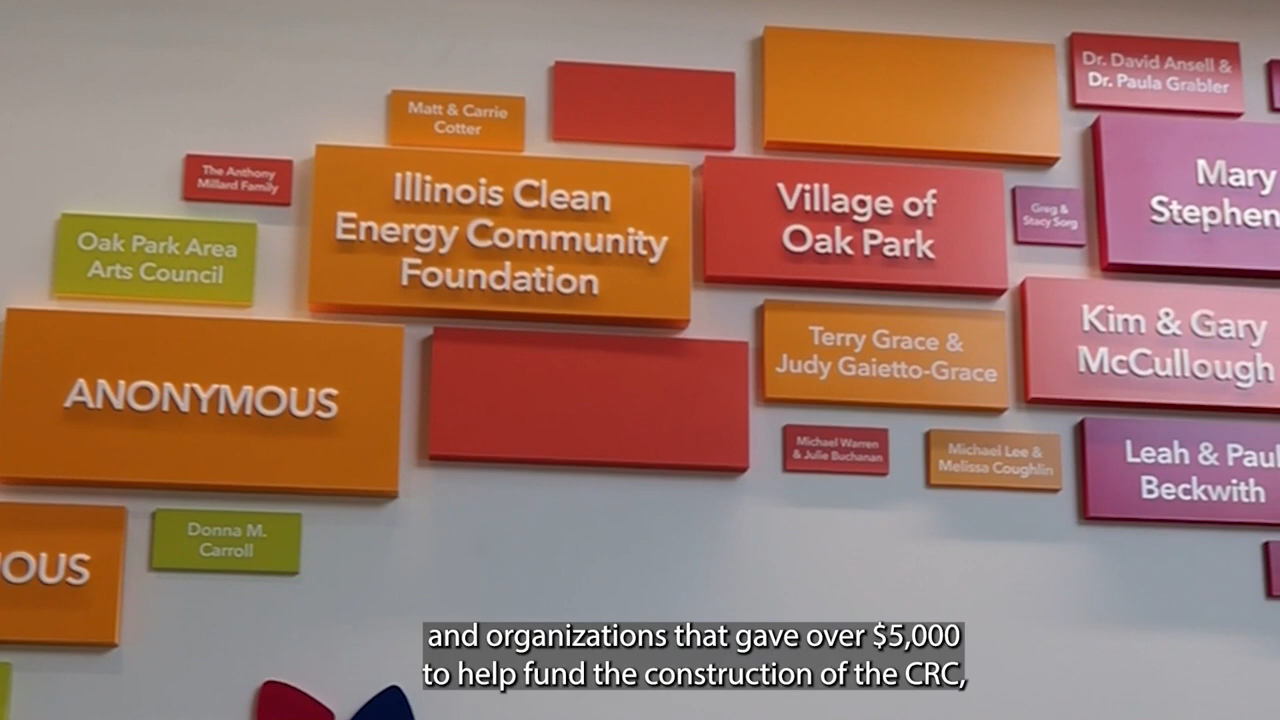 Dr. David Ansell &
Dr. Paula Grabler
Matt & Carrie
Cotter
The Anthony
Millard Family
Illinois Clean
Energy Community
Foundation
Village of
Oak Park
Greg &
Stacy Sorg
Mary
Stephen
Oak Park Area
Arts Council
Kim & Gary
McCullough
Terry Grace &
Judy Gaietto-Grace
ANONYMOUS
Michael Warren
& Julie Buchanan
Michael Lee &
Melissa Coughlin
Leah & Paul
Beckwith
Donna M.
Carroll
OUS
and organizations that gave over $5,000
to help fund the construction of the CRC,